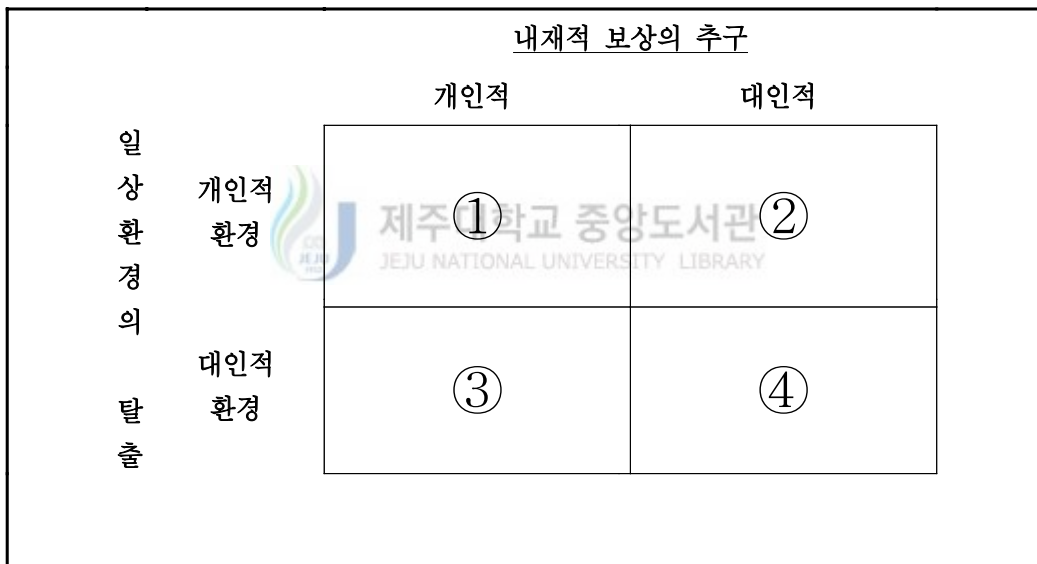 내재적 보상의 추구
개인적 대인적
일상환경의 탈출
개인적
환경
① ②
제주대학교 중앙도서관
JEJU NATIONAL UNIVERSITY LIBRARY
대인적
환경
③ ④